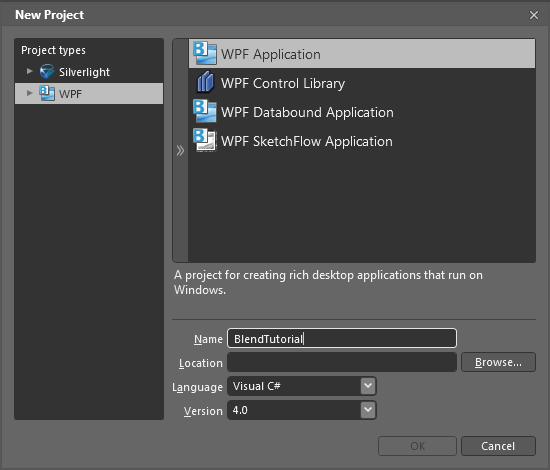 New Project
Project types
Silverlight
WPF
WPF Application
WPF Control Library
WPF Databound Application
WPF SketchFlow Application
A project for creating rich desktop applications that run on
Windows.
Name BlendTutorial
Location Browse...
Language Visual C#
Version 4.0
OK Cancel